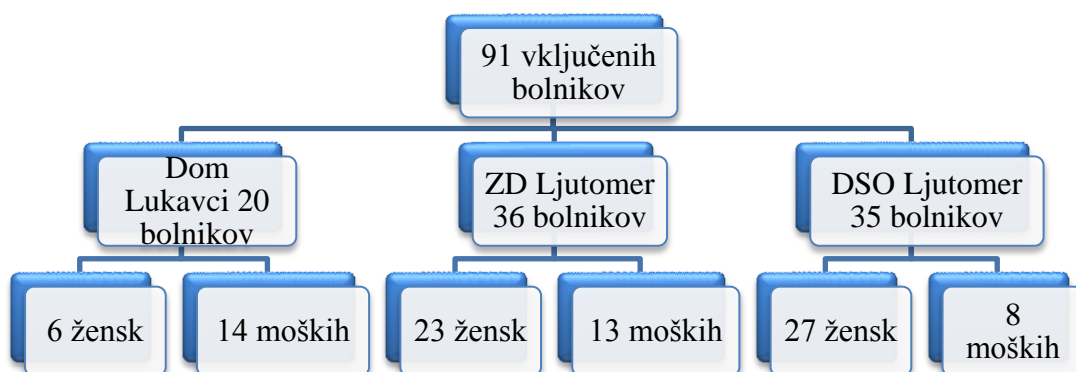 91 vključenih
bolnikov
Dom
Lukavci 20
bolnikov
ZD Ljutomer
36 bolnikov
DSO Ljutomer
35 bolnikov
6 žensk
14 moških
23 žensk
13 moških
27 žensk
8
moških